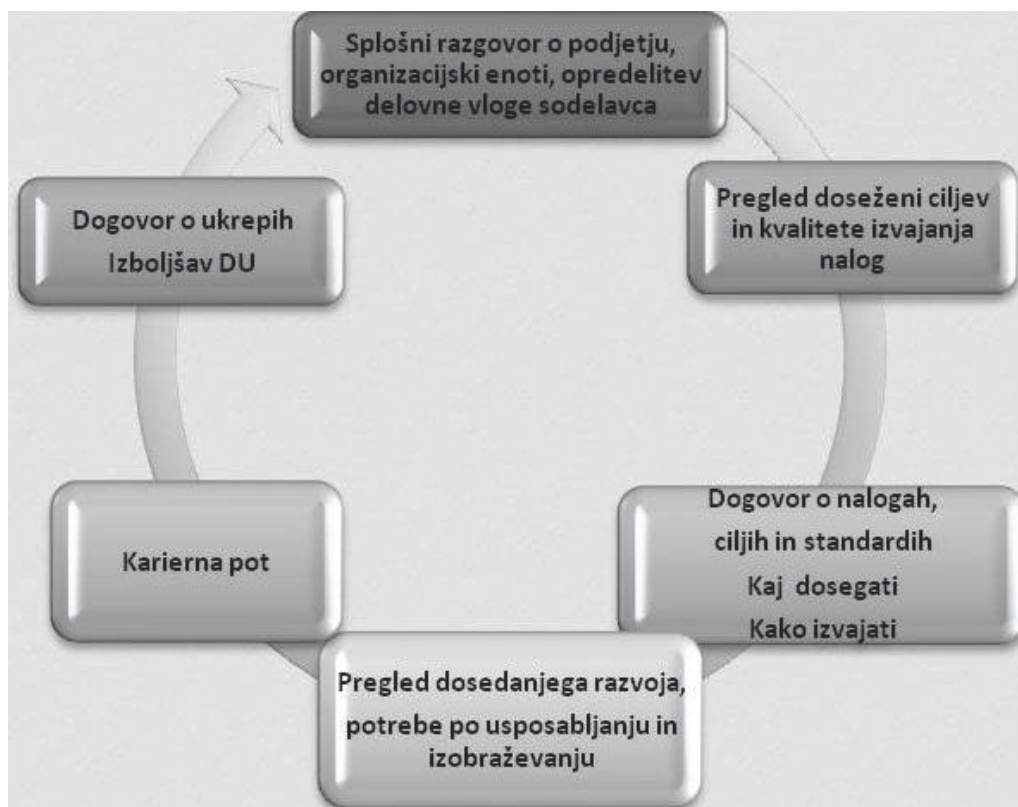 Splošni razgovor o podjetju,
organizacijski enoti, opredelitev
delovne vloge sodelavca
Pregled doseženi ciljev
in kvalitete izvajanja
nalog
Dogovor o nalogah,
ciljih in standardih
Kaj dosegati
Kako izvajati
Pregled dosedanjega razvoja,
potrebe po usposabljanju in
izobraževanju
Karierna pot
Dogovor o ukrepih
Izboljšav DU